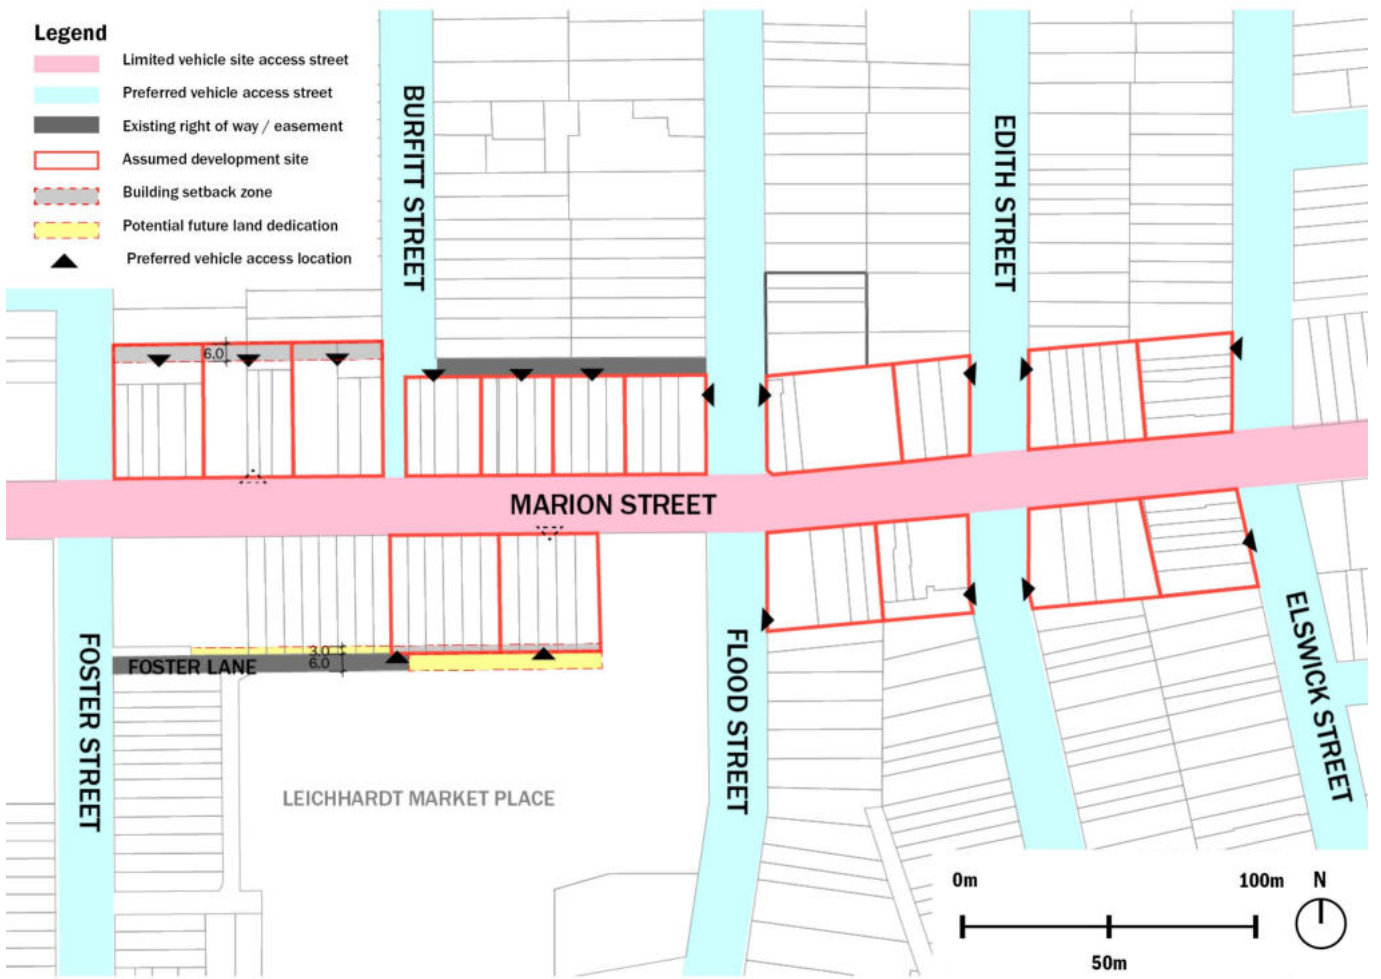 Legend
Limited vehicle site access street
Preferred vehicle access street
Existing right of way / easement
Assumed development site
Building setback zone
Potential future land dedication
Preferred vehicle access location
BURFITT STREET
EDITH STREET
6.0
MARION STREET
3.0
6.0
FOSTER LANE
FOSTER STREET
FLOOD STREET
ELSWICK STREET
LEICHHARDT MARKET PLACE
0m
100m
N
50m